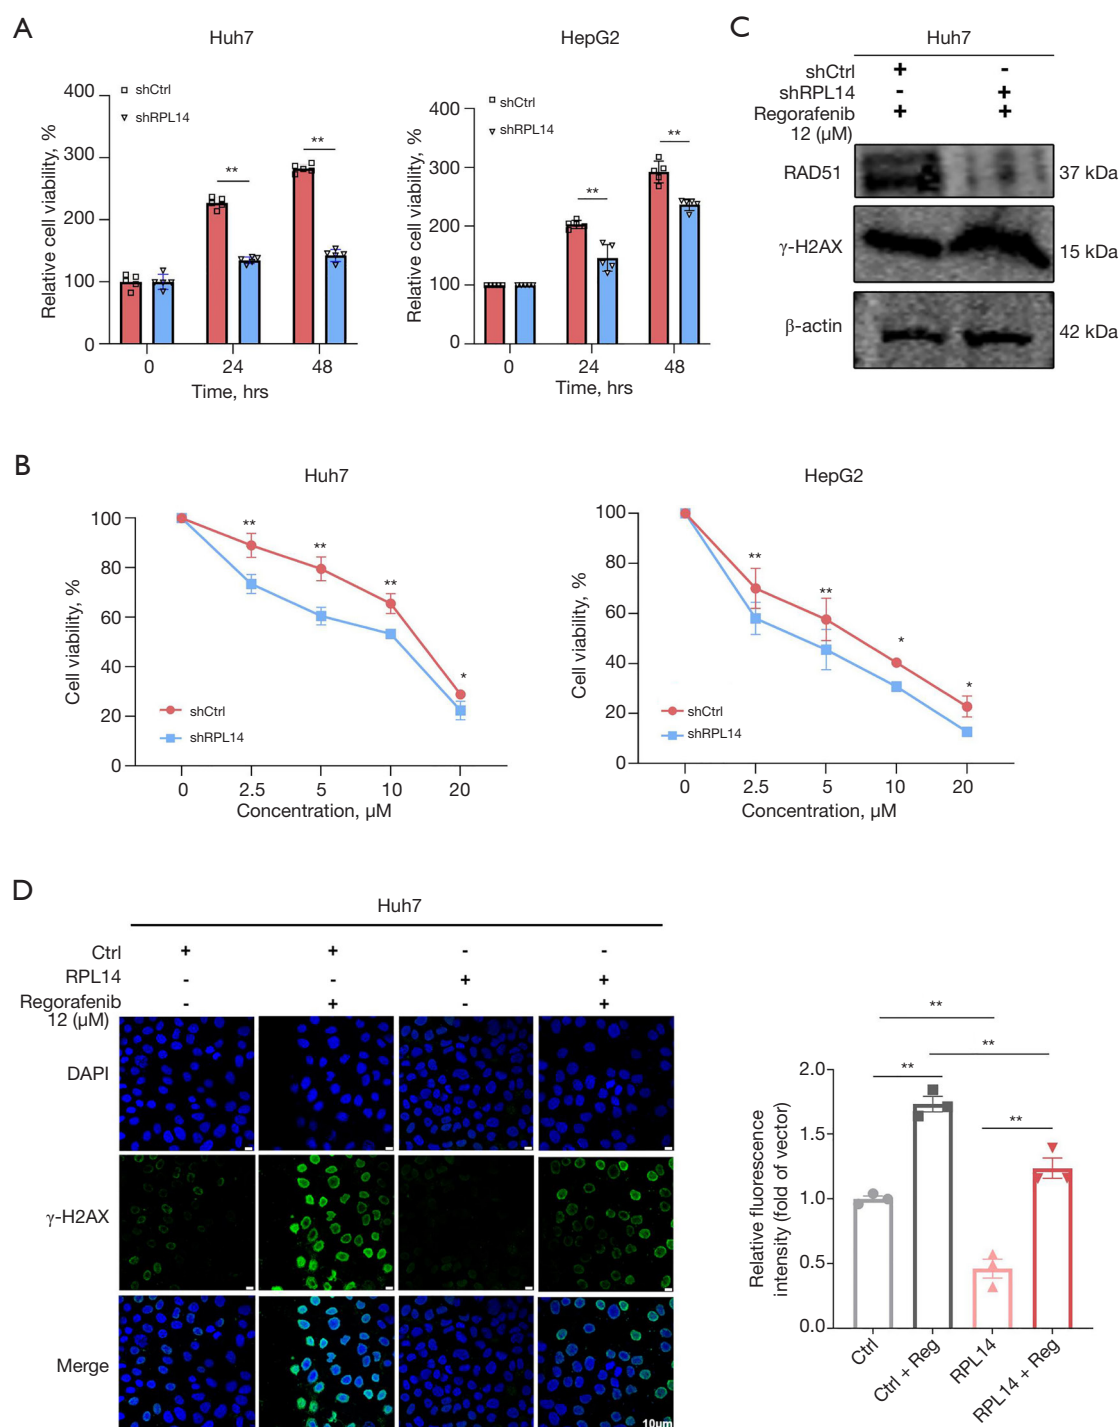 A
Huh7
Relative cell viability, %
400
300
200
100
0
shCtrl
shRPL14
**
**
0
24
48
Time, hrs
HepG2
Relative cell viability, %
400
300
200
100
0
shCtrl
shRPL14
**
**
0
24
48
Time, hrs
C
Huh7
shCtrl + -
shRPL14 - +
Regorafenib + +
12 (μM)
RAD51
37 kDa
γ-H2AX
15 kDa
β-actin
42 kDa
B
Huh7
Cell viability, %
100
80
60
40
20
0
**
**
**
*
shCtrl
shRPL14
0
2.5
5
10
20
Concentration, μM
HepG2
Cell viability, %
100
80
60
40
20
0
**
**
*
*
shCtrl
shRPL14
0
2.5
5
10
20
Concentration, μM
D
Huh7
Ctrl + + - -
RPL14 - - + +
Regorafenib - + - +
12 (μM)
DAPI
γ-H2AX
Merge
10um
Relative fluorescence
intensity (fold of vector)
2.0
1.5
1.0
0.5
0.0
**
**
**
**
Ctrl
Ctrl + Reg
RPL14
RPL14 + Reg